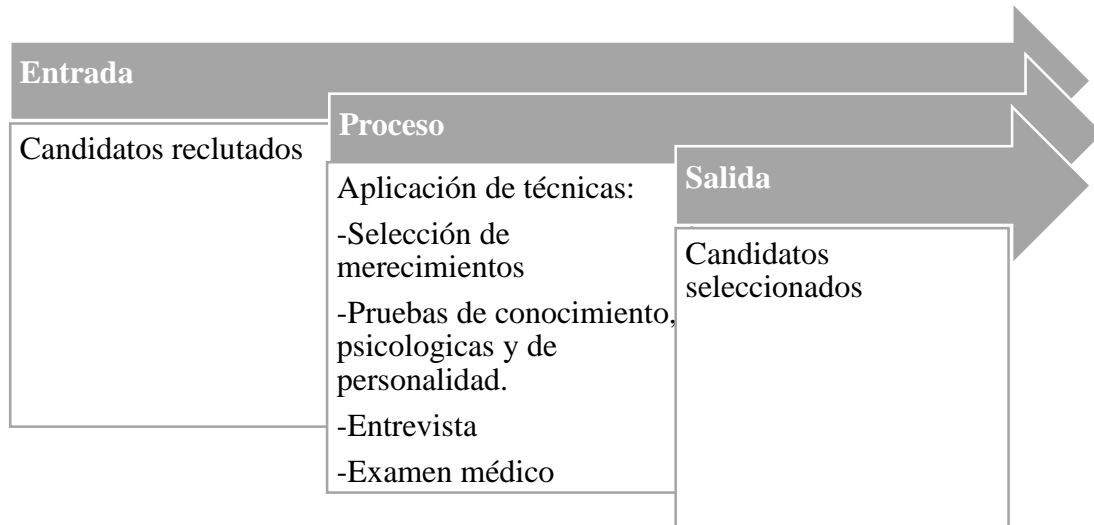 Entrada
Candidatos reclutados
Proceso
Aplicación de técnicas:
-Selección de
merecimientos
-Pruebas de conocimiento,
psicologicas y de
personalidad.
-Entrevista
-Examen médico
Salida
Candidatos
seleccionados